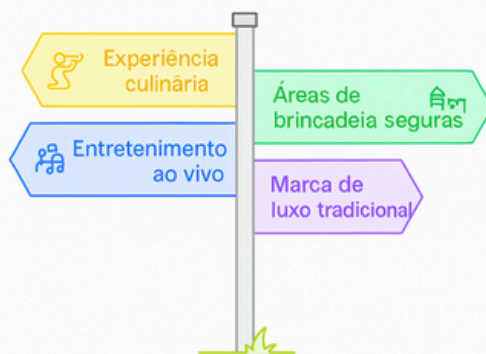 Experiência
culinária
Áreas de
brincadeia seguras
Entretenimento
ao vivo
Marca de
luxo tradicional